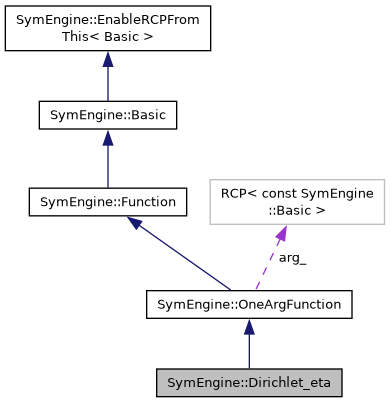 SymEngine::EnableRCPFrom
This< Basic >
SymEngine::Basic
SymEngine::Function
RCP< const SymEngine
::Basic >
arg_
SymEngine::OneArgFunction
SymEngine::Dirichlet_eta